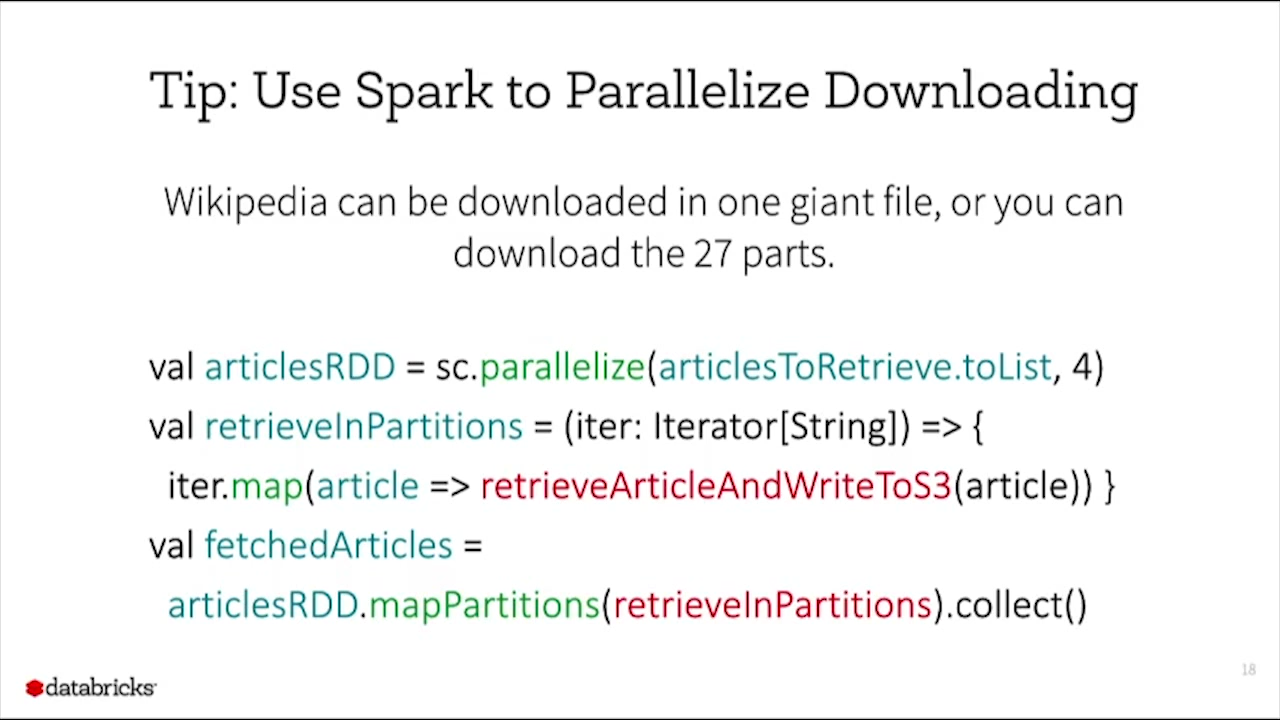 Tip: Use Spark to Parallelize Downloading
Wikipedia can be downloaded in one giant file, or you can
download the 27 parts.
val articlesRDD = sc.parallelize(articlesToRetrieve.toList, 4)
val retrieveInPartitions = (iter: Iterator[String]) => {
iter.map(article => retrieveArticleAndWriteToS3(article)) }
val fetchedArticles =
articlesRDD.mapPartitions(retrieveInPartitions).collect()
databricks
18